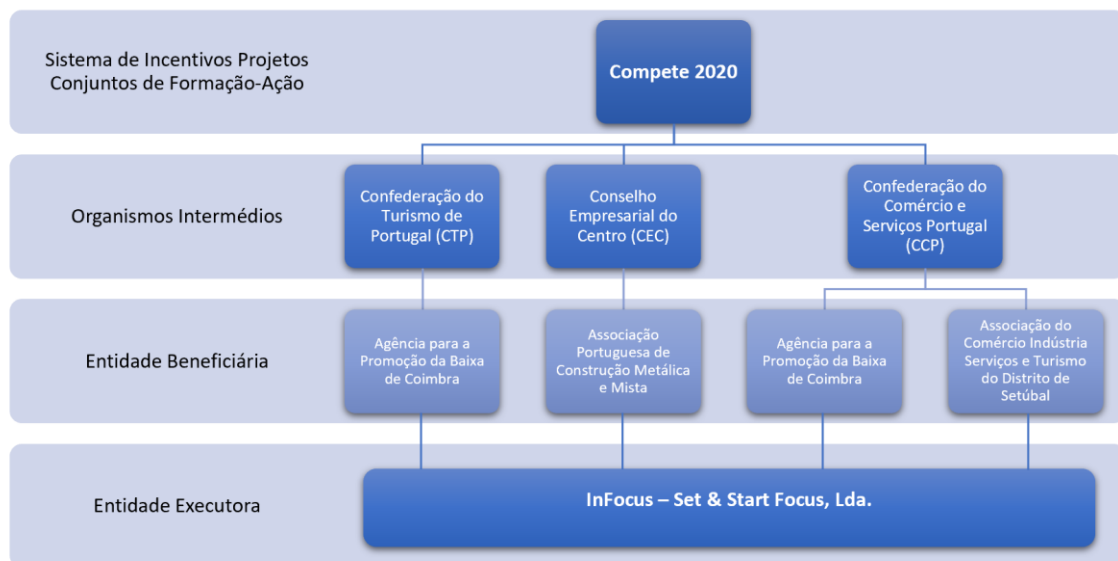 Sistema de Incentivos Projetos
Conjuntos de Formação-Ação
Compete 2020
Organismos Intermédios
Confederação do
Turismo de
Portugal (CTP)
Conselho
Empresarial do
Centro (CEC)
Confederação do
Comércio e
Serviços Portugal
(CCP)
Entidade Beneficiária
Agência para a
Promoção da Baixa
de Coimbra
Associação
Portuguesa de
Construção Metálica
e Mista
Agência para a
Promoção da Baixa
de Coimbra
Associação do
Comércio Indústria
Serviços e Turismo
do Distrito de
Setúbal
Entidade Executora
InFocus – Set & Start Focus, Lda.